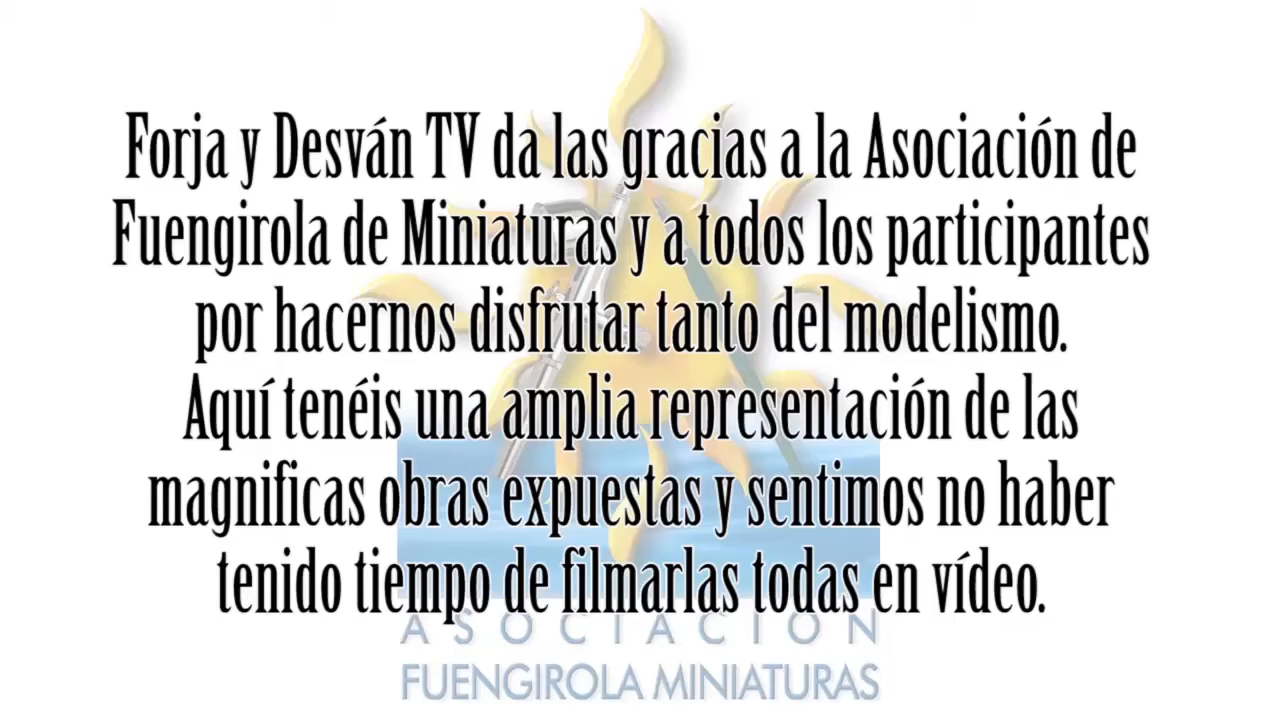 Forja y Desván TV da las gracias a la Asociación de
Fuengirola de Miniaturas y a todos los participantes
por hacernos disfrutar tanto del modelismo.
Aquí tenéis una amplia representación de las
magnificas obras expuestas y sentimos no haber
tenido tiempo de filmarlas todas en vídeo.
ASOCIACION
FUENGIROLA MINIATURAS